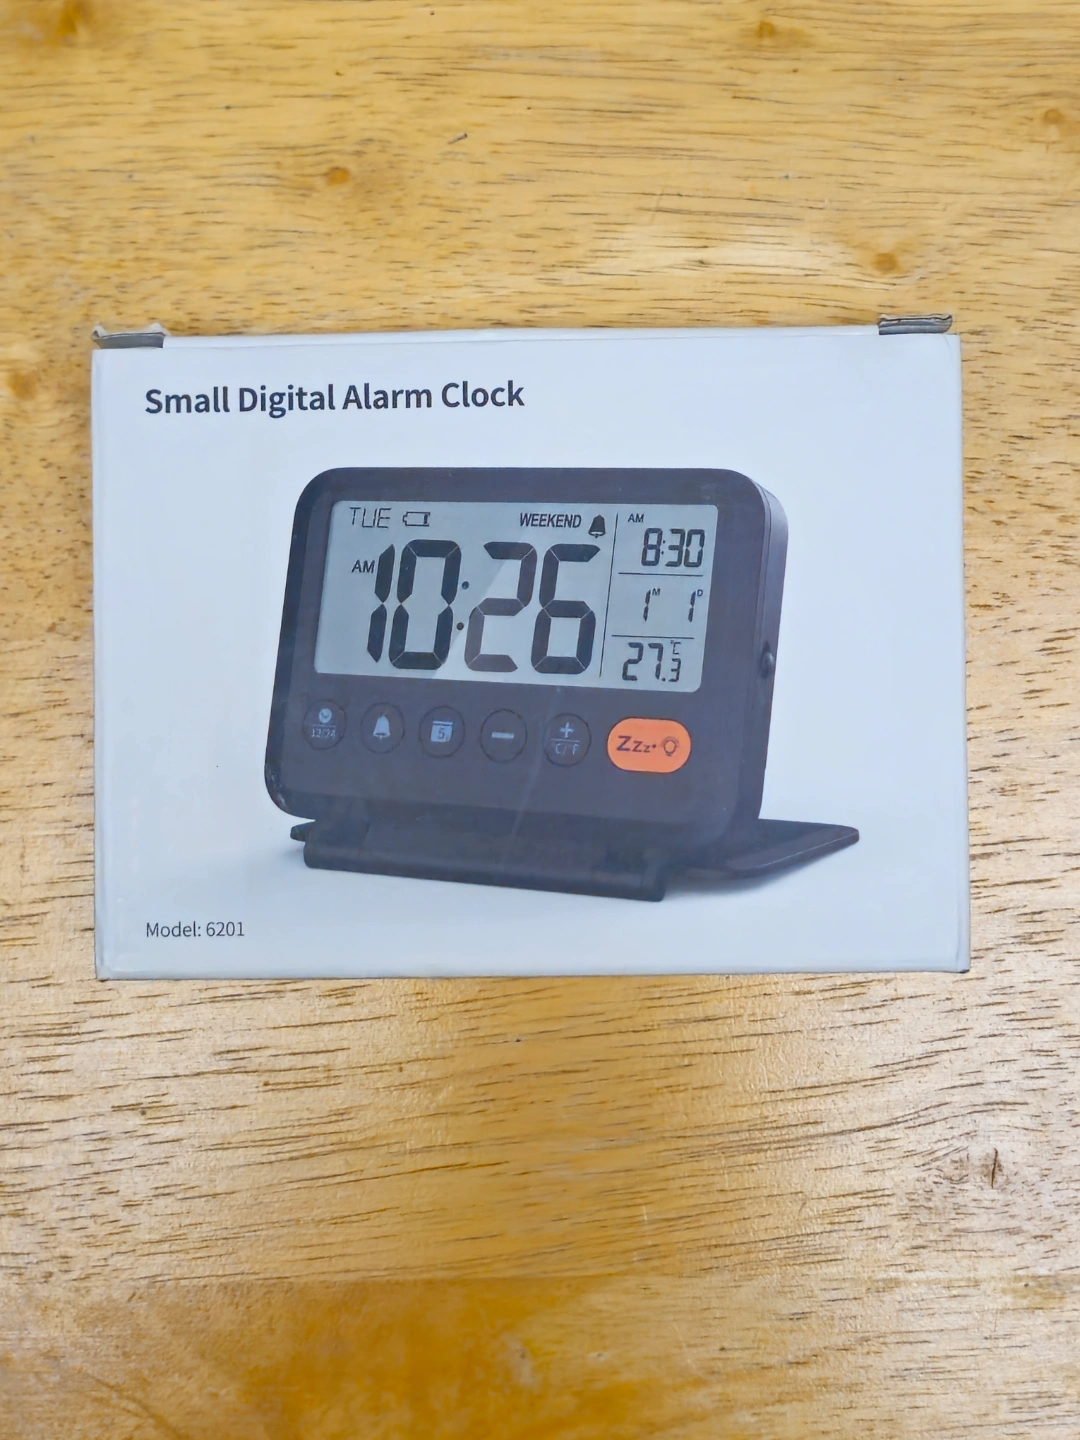 Small Digital Alarm Clock
TUE WEEKEND
AM 10:26
AM
8:30
1M 1D
27.3 °C
12/24
5
°C/°F
Zzz
Model: 6201